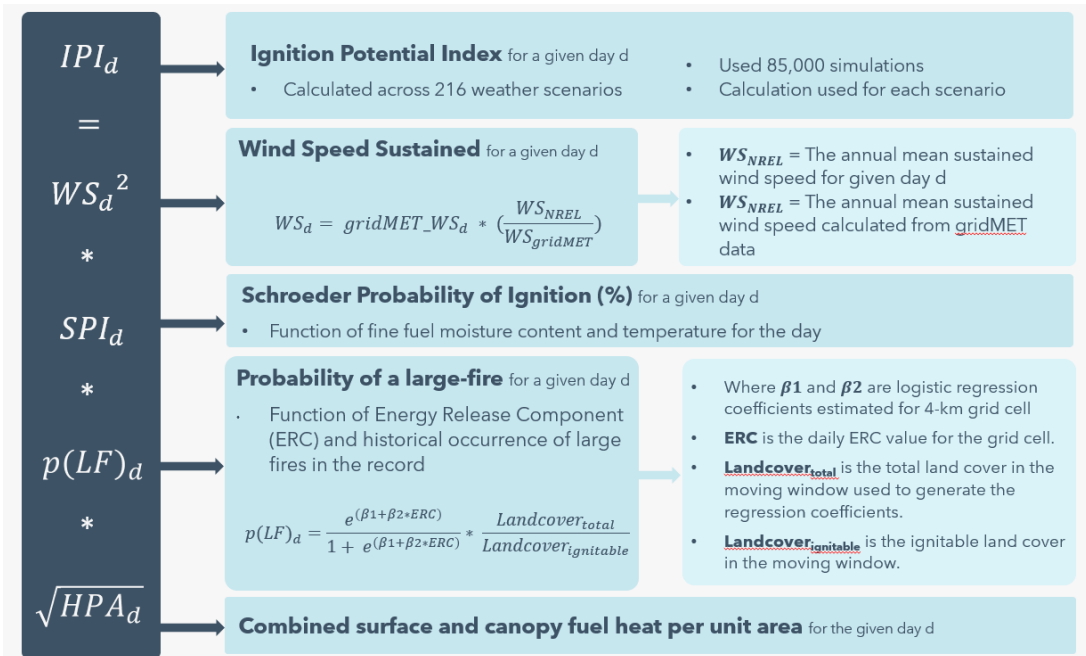 IPI_d
=
WS_d²
*
SPI_d
*
p(LF)_d
*
√HPA_d
Ignition Potential Index for a given day d
• Calculated across 216 weather scenarios
• Used 85,000 simulations
• Calculation used for each scenario
Wind Speed Sustained for a given day d
WS_d = gridMET_WS_d * (WS_NREL / WS_gridMET)
• WS_NREL = The annual mean sustained
wind speed for given day d
• WS_NREL = The annual mean sustained
wind speed calculated from gridMET
data
Schroeder Probability of Ignition (%) for a given day d
• Function of fine fuel moisture content and temperature for the day
Probability of a large-fire for a given day d
· Function of Energy Release Component
(ERC) and historical occurrence of large
fires in the record
p(LF)_d = e^(β1+β2*ERC) / 1 + e^(β1+β2*ERC) * Landcover_total / Landcover_ignitable
• Where β1 and β2 are logistic regression
coefficients estimated for 4-km grid cell
• ERC is the daily ERC value for the grid cell.
• Landcover_total is the total land cover in the
moving window used to generate the
regression coefficients.
• Landcover_ignitable is the ignitable land cover
in the moving window.
Combined surface and canopy fuel heat per unit area for the given day d